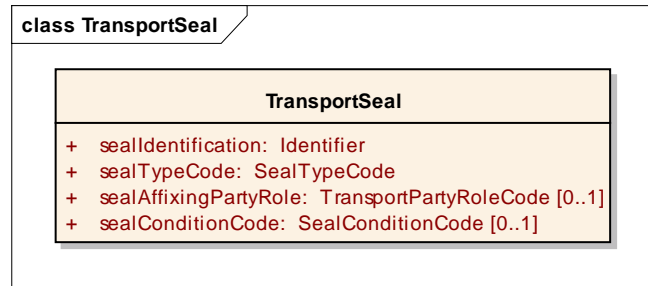 class TransportSeal
TransportSeal
+ sealIdentification: Identifier
+ sealTypeCode: SealTypeCode
+ sealAffixingPartyRole: TransportPartyRoleCode [0..1]
+ sealConditionCode: SealConditionCode [0..1]